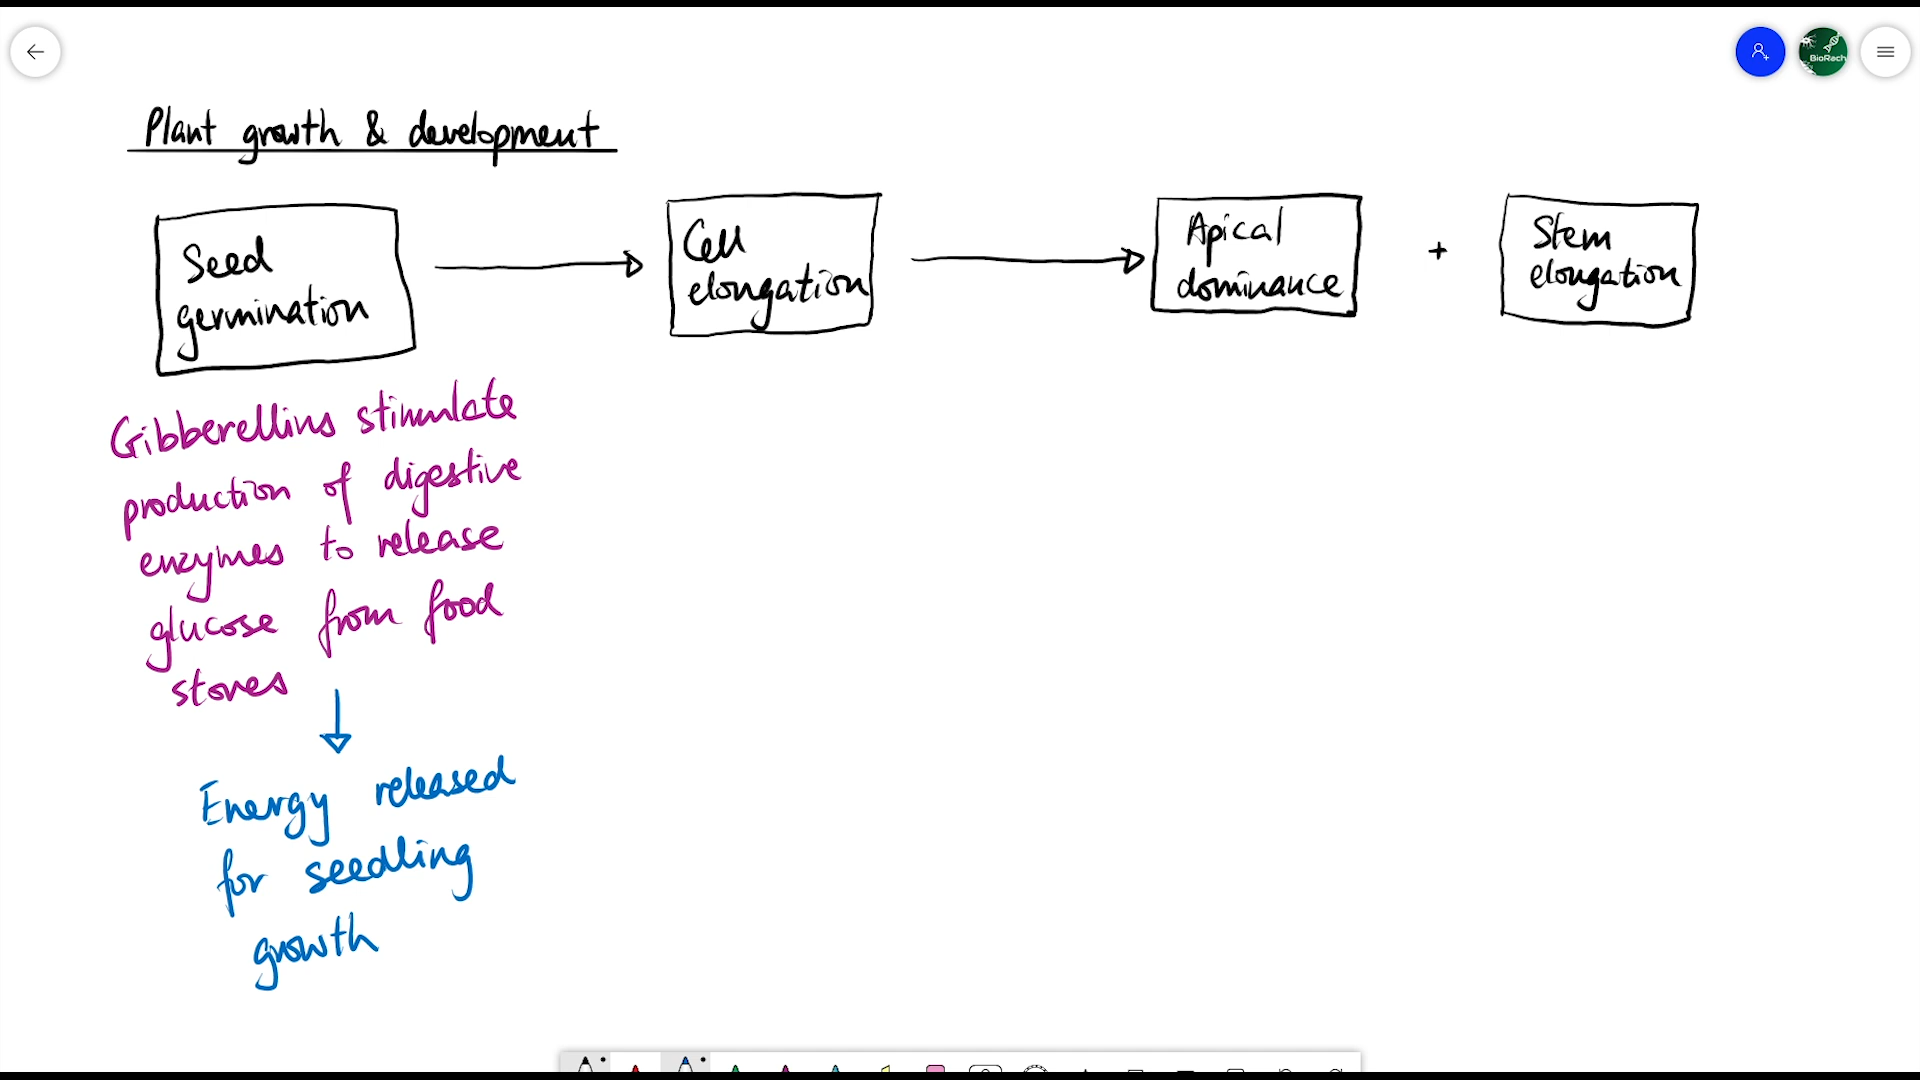 BioRach
Plant growth & development
Seed
germination
Cell
elongation
Apical
dominance
+
Stem
elongation
Gibberellins stimulate
production of digestive
enzymes to release
glucose from food
stores
Energy released
for seedling
growth